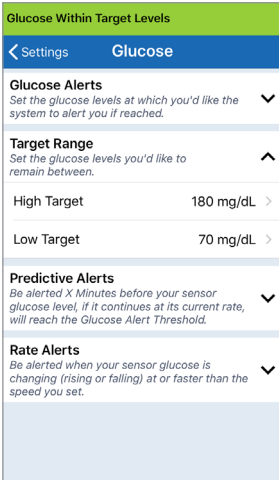 Glucose Within Target Levels
Settings
Glucose
Glucose Alerts
Set the glucose levels at which you'd like the
system to alert you if reached.
Target Range
Set the glucose levels you'd like to
remain between.
High Target 180 mg/dL
Low Target 70 mg/dL
Predictive Alerts
Be alerted X Minutes before your sensor
glucose level, if it continues at its current rate,
will reach the Glucose Alert Threshold.
Rate Alerts
Be alerted when your sensor glucose is
changing (rising or falling) at or faster than the
speed you set.